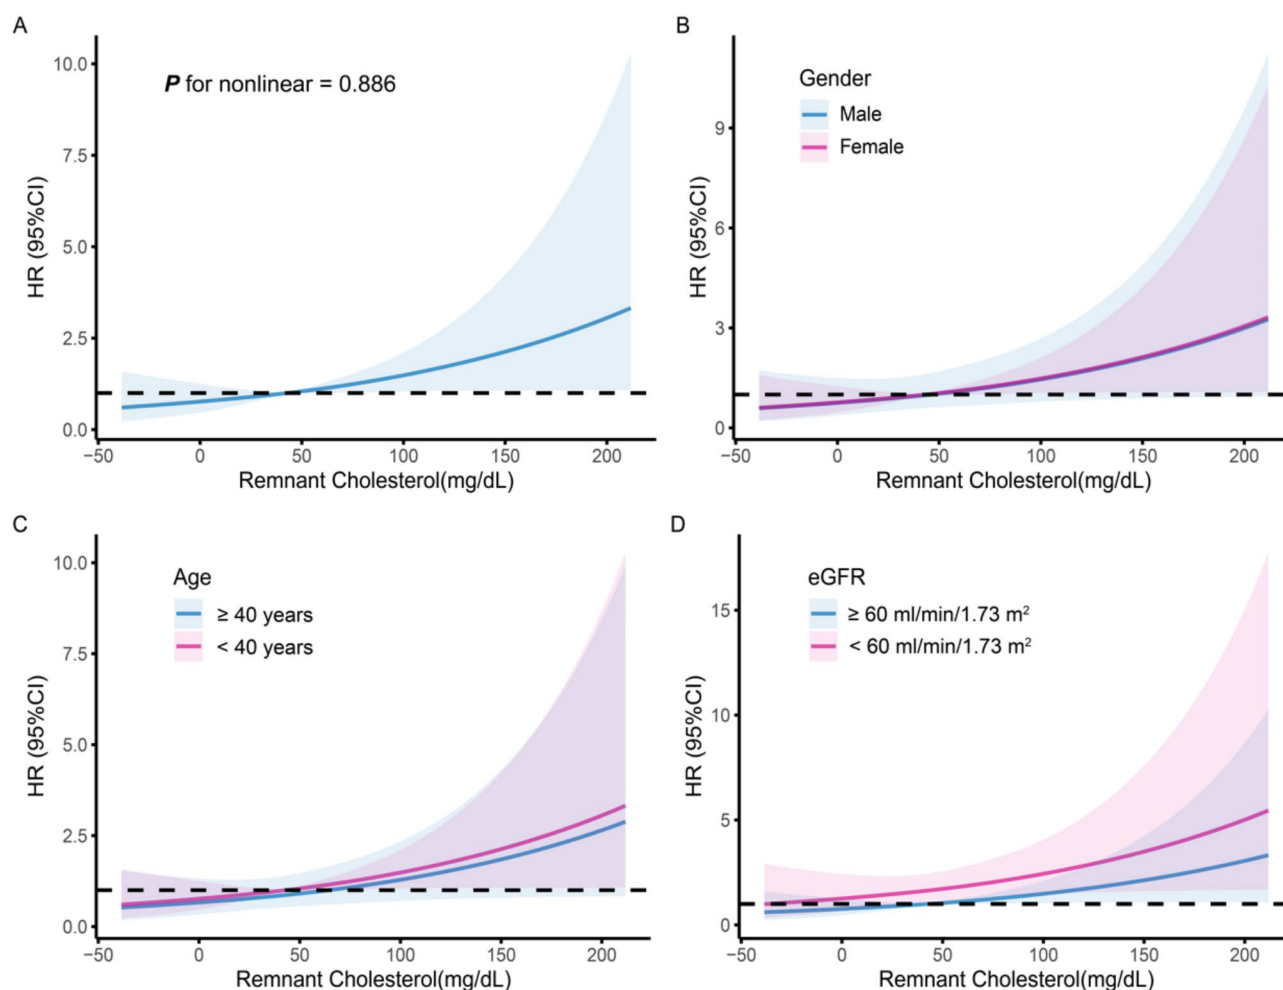 A
P for nonlinear = 0.886
HR (95%CI)
10.0
7.5
5.0
2.5
0.0
−50 0 50 100 150 200
Remnant Cholesterol(mg/dL)
B
Gender
Male
Female
HR (95%CI)
9
6
3
0
−50 0 50 100 150 200
Remnant Cholesterol(mg/dL)
C
Age
≥ 40 years
< 40 years
HR (95%CI)
10.0
7.5
5.0
2.5
0.0
−50 0 50 100 150 200
Remnant Cholesterol(mg/dL)
D
eGFR
≥ 60 ml/min/1.73 m²
< 60 ml/min/1.73 m²
HR (95%CI)
15
10
5
0
−50 0 50 100 150 200
Remnant Cholesterol(mg/dL)